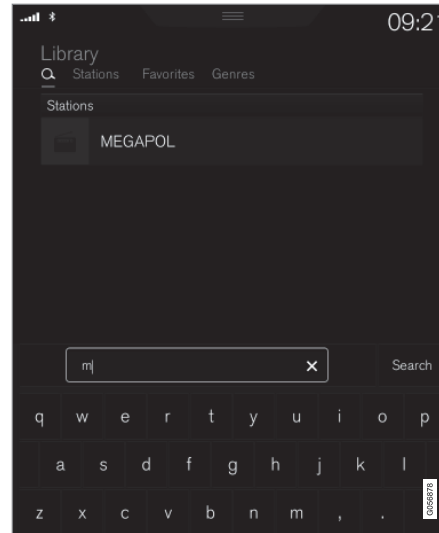 09:2
Library
Stations Favorites Genres
Stations
MEGAPOL
m
Search
q w e r t y u i o p
a s d f g h j k l
z x c v b n m , .
G056878